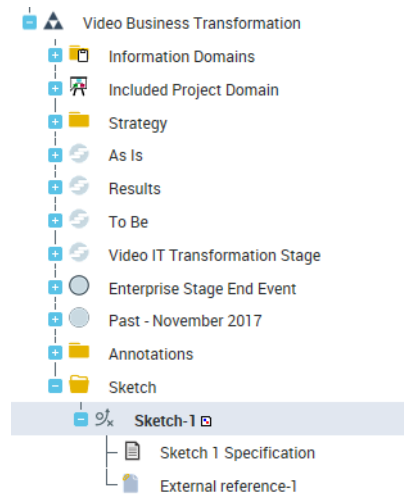 Video Business Transformation
Information Domains
Included Project Domain
Strategy
As Is
Results
To Be
Video IT Transformation Stage
Enterprise Stage End Event
Past - November 2017
Annotations
Sketch
Sketch-1
Sketch 1 Specification
External reference-1